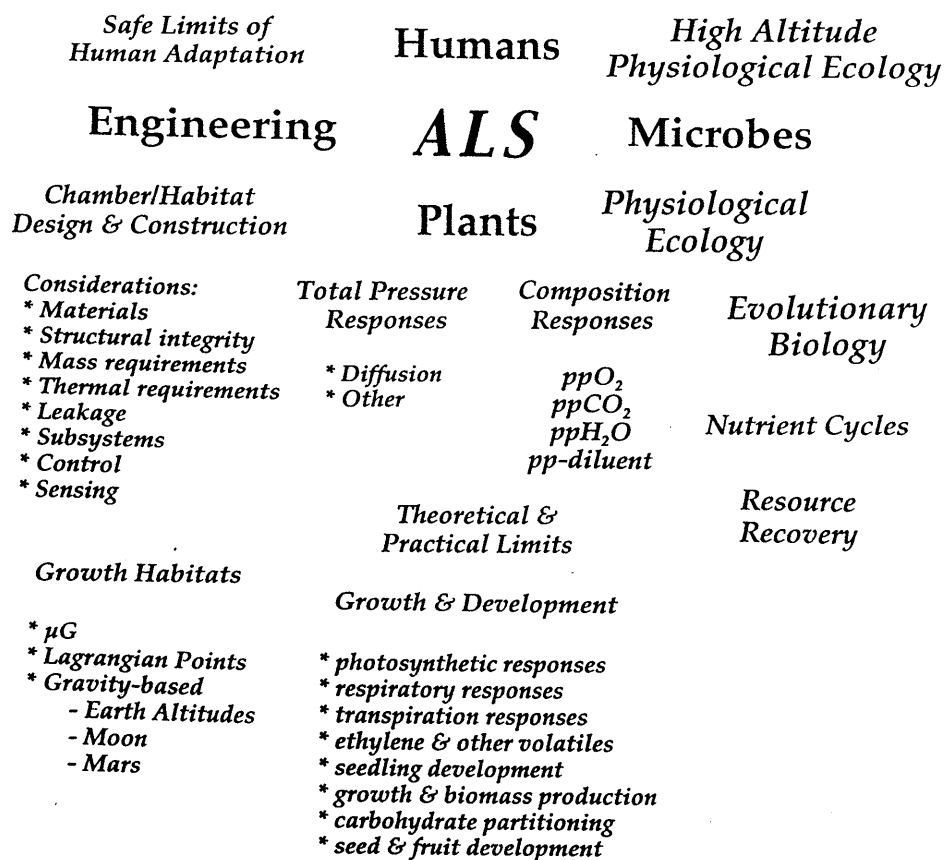 Safe Limits of
Human Adaptation
Humans
High Altitude
Physiological Ecology
Engineering
ALS
Microbes
Chamber/Habitat
Design & Construction
Plants
Physiological
Ecology
Considerations:
* Materials
* Structural integrity
* Mass requirements
* Thermal requirements
* Leakage
* Subsystems
* Control
* Sensing
Total Pressure
Responses
* Diffusion
* Other
Composition
Responses
ppO₂
ppCO₂
ppH₂O
pp-diluent
Evolutionary
Biology
Nutrient Cycles
Resource
Recovery
Theoretical &
Practical Limits
Growth Habitats
* µG
* Lagrangian Points
* Gravity-based
- Earth Altitudes
- Moon
- Mars
Growth & Development
* photosynthetic responses
* respiratory responses
* transpiration responses
* ethylene & other volatiles
* seedling development
* growth & biomass production
* carbohydrate partitioning
* seed & fruit development